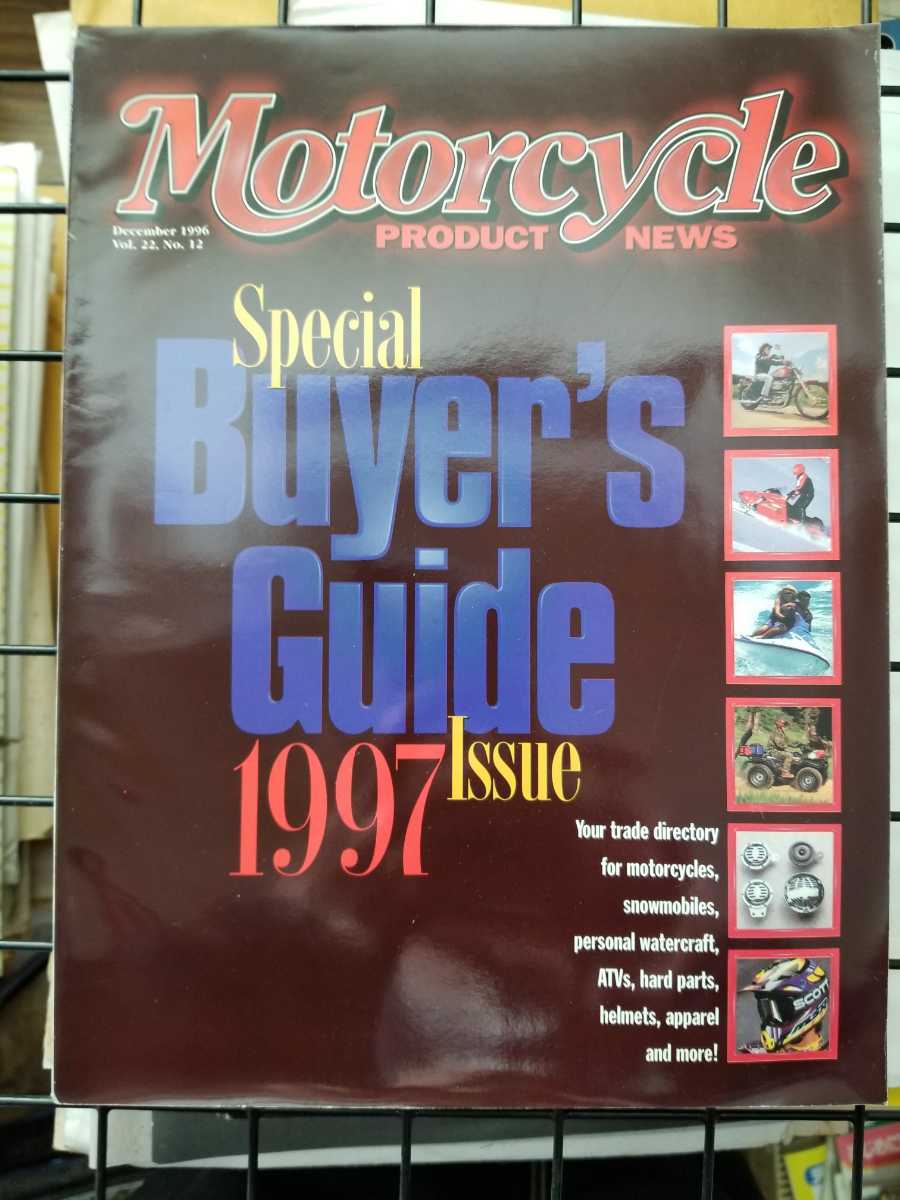 Motorcycle
PRODUCT NEWS
December 1996
Vol. 22, No. 12
Special
Buyer's
Guide
1997 Issue
Your trade directory
for motorcycles,
snowmobiles,
personal watercraft,
ATVs, hard parts,
helmets, apparel
and more!
SCOTT